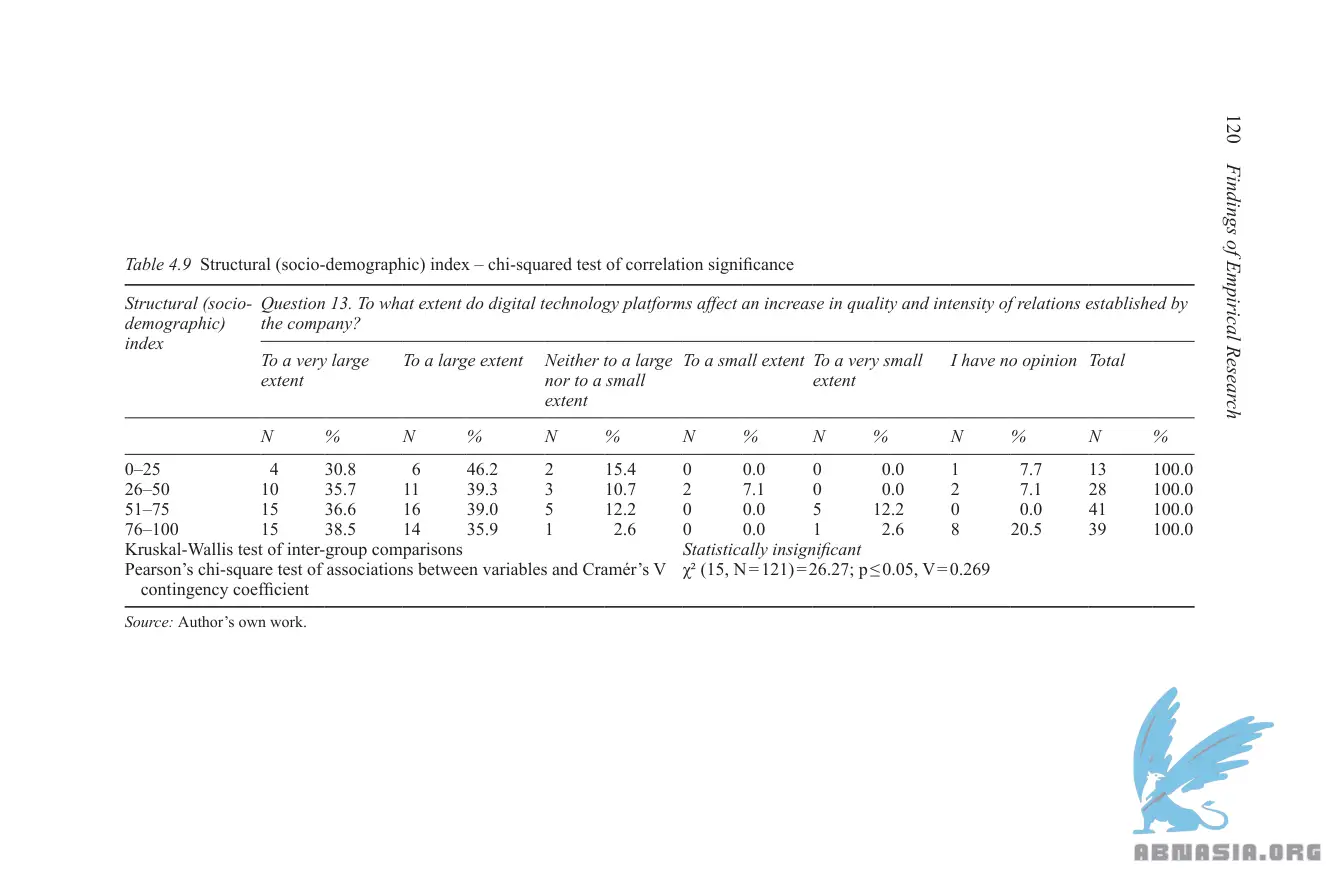 120 Findings of Empirical Research
Table 4.9 Structural (socio-demographic) index – chi-squared test of correlation significance
Structural (socio-demographic) index
Question 13. To what extent do digital technology platforms affect an increase in quality and intensity of relations established by
the company?
To a very large extent To a large extent Neither to a large nor to a small extent To a small extent To a very small extent I have no opinion Total
N % N % N % N % N % N % N %
0–25 4 30.8 6 46.2 2 15.4 0 0.0 0 0.0 1 7.7 13 100.0
26–50 10 35.7 11 39.3 3 10.7 2 7.1 0 0.0 2 7.1 28 100.0
51–75 15 36.6 16 39.0 5 12.2 0 0.0 5 12.2 0 0.0 41 100.0
76–100 15 38.5 14 35.9 1 2.6 0 0.0 1 2.6 8 20.5 39 100.0
Kruskal-Wallis test of inter-group comparisons Statistically insignificant
Pearson's chi-square test of associations between variables and Cramér's V χ² (15, N=121)=26.27; p≤0.05, V=0.269
contingency coefficient
Source: Author's own work.
ABNASIA.ORG